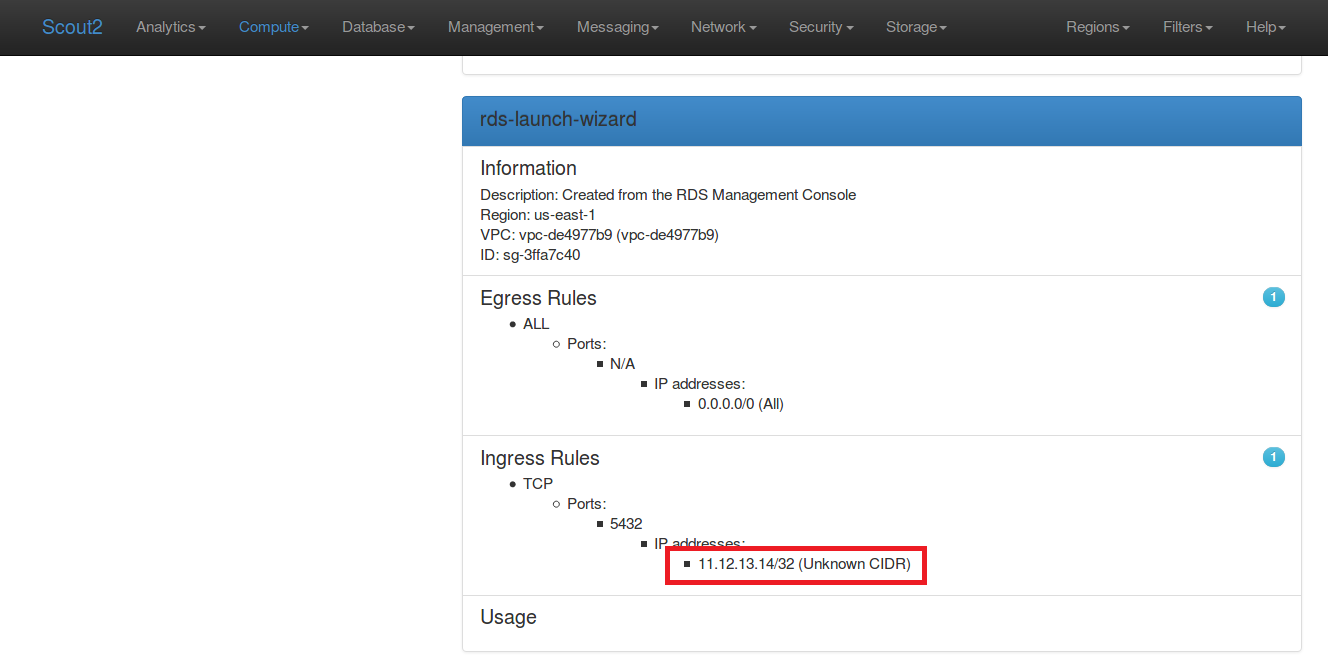 Scout2 Analytics Compute Database Management Messaging Network Security Storage Regions Filters Help
rds-launch-wizard
Information
Description: Created from the RDS Management Console
Region: us-east-1
VPC: vpc-de4977b9 (vpc-de4977b9)
ID: sg-3ffa7c40
Egress Rules 1
ALL
Ports:
N/A
IP addresses:
0.0.0.0/0 (All)
Ingress Rules 1
TCP
Ports:
5432
IP addresses:
11.12.13.14/32 (Unknown CIDR)
Usage